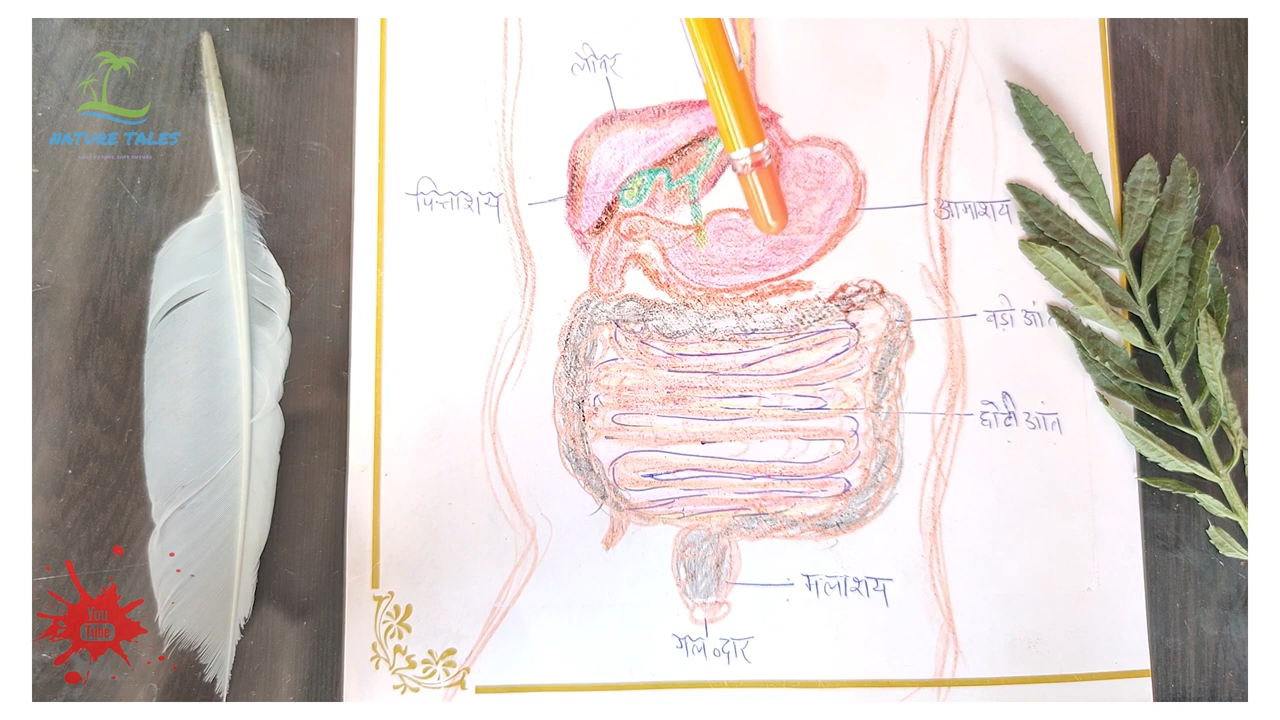 लीवर
NATURE TALES
पित्ताशय
आमाशय
बड़ी आंत
छोटी आंत
मलाशय
मलद्वार
You
Tube